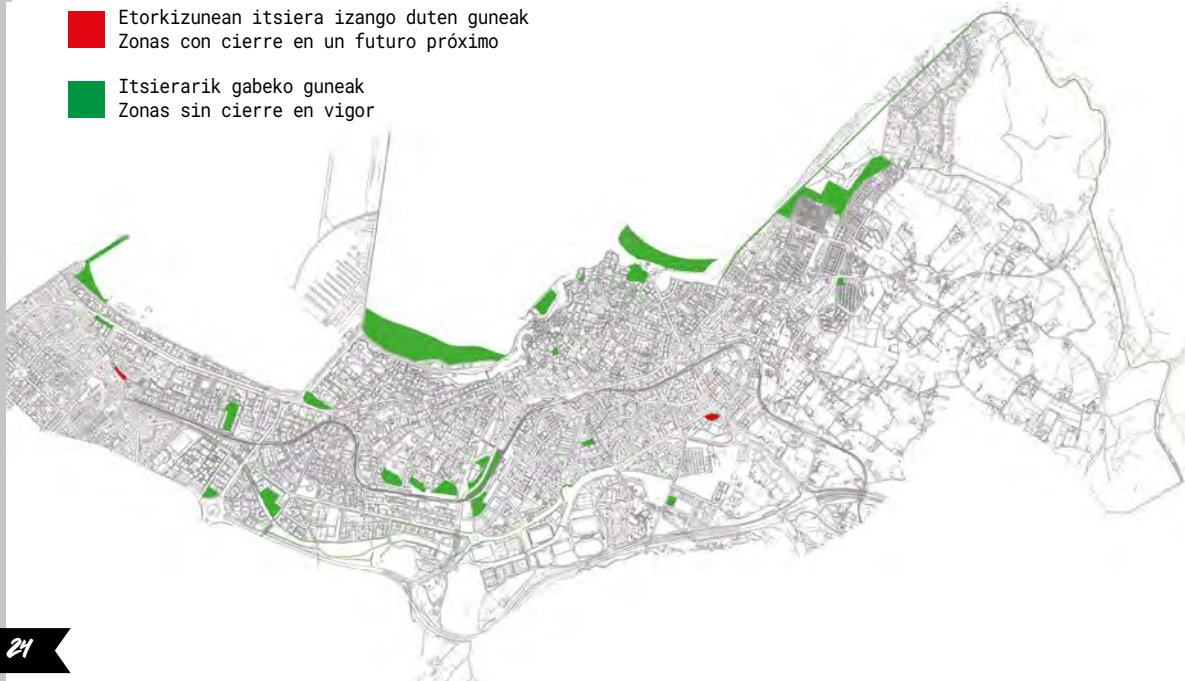 Etorkizunean itsiera izango duten guneak
Zonas con cierre en un futuro próximo
Itsierarik gabeko guneak
Zonas sin cierre en vigor
24